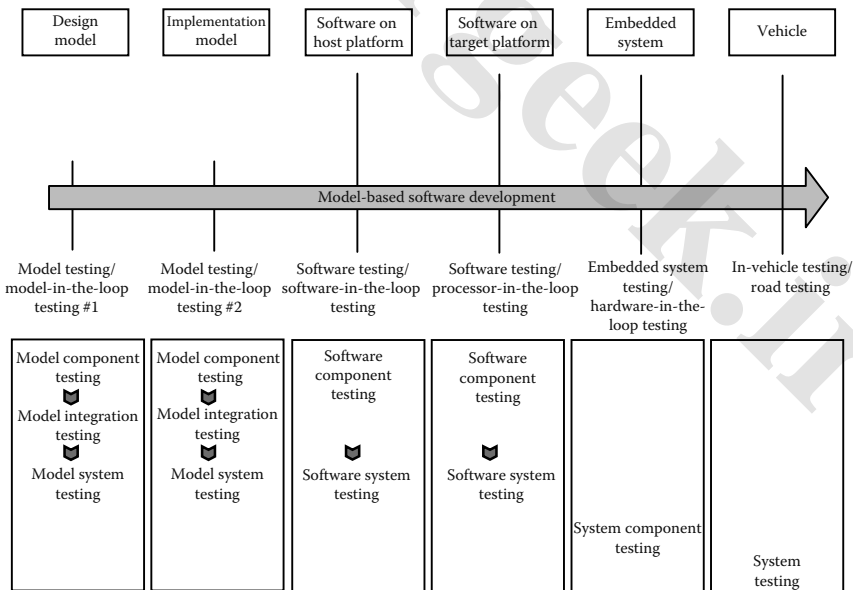 Design
model
Implementation
model
Software on
host platform
Software on
target platform
Embedded
system
Vehicle
Model-based software development
Model testing/
model-in-the-loop
testing #1
Model testing/
model-in-the-loop
testing #2
Software testing/
software-in-the-loop
testing
Software testing/
processor-in-the-loop
testing
Embedded system
testing/
hardware-in-the-
loop testing
In-vehicle testing/
road testing
Model component
testing
Model integration
testing
Model system
testing
Model component
testing
Model integration
testing
Model system
testing
Software
component
testing
Software system
testing
Software
component
testing
Software system
testing
System component
testing
System
testing
rgeek.in